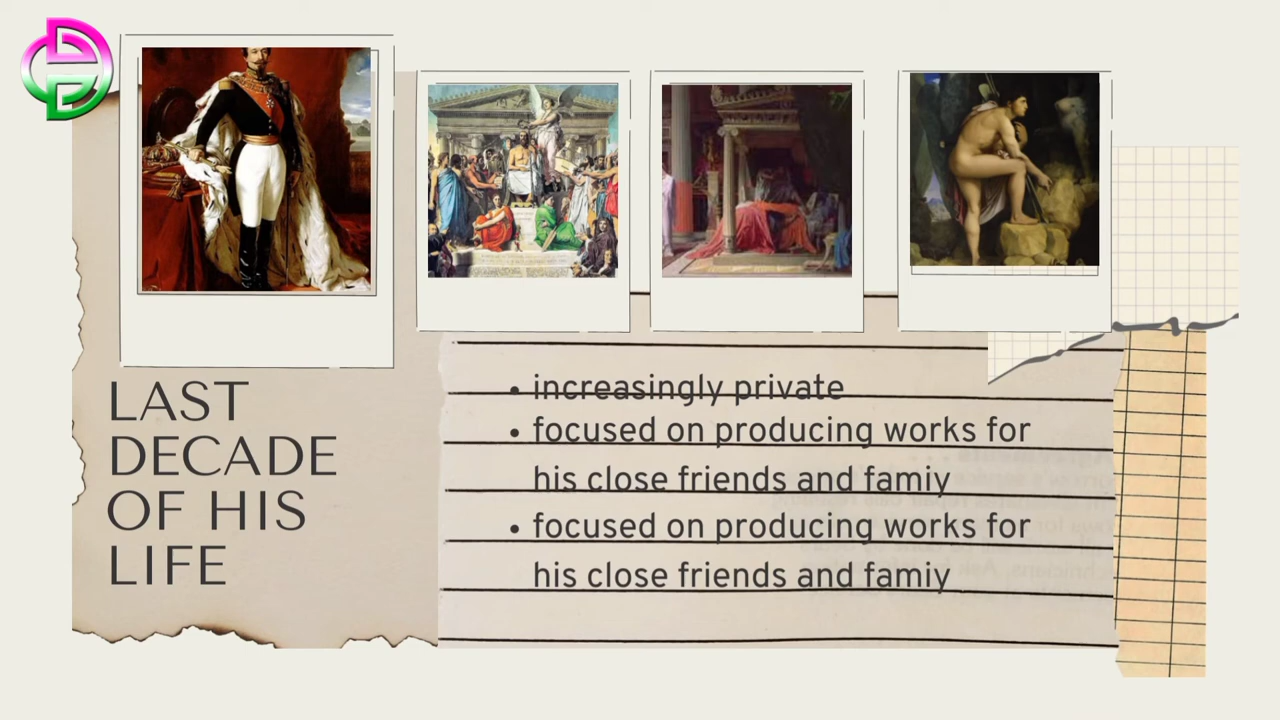 LAST
DECADE
OF HIS
LIFE
• increasingly private
• focused on producing works for
his close friends and famiy
• focused on producing works for
his close friends and famiy